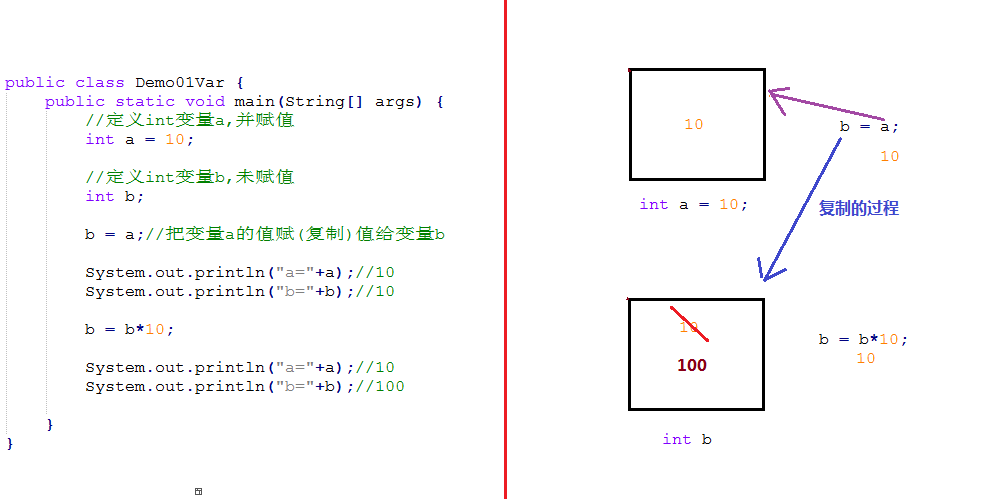 public class Demo01Var {
public static void main(String[] args) {
//定义int变量a,并赋值
int a = 10;
//定义int变量b,未赋值
int b;
b = a;//把变量a的值赋(复制)值给变量b
System.out.println("a="+a);//10
System.out.println("b="+b);//10
b = b*10;
System.out.println("a="+a);//10
System.out.println("b="+b);//100
}
}
10
b = a;
10
int a = 10;
复制的过程
10
100
b = b*10;
10
int b